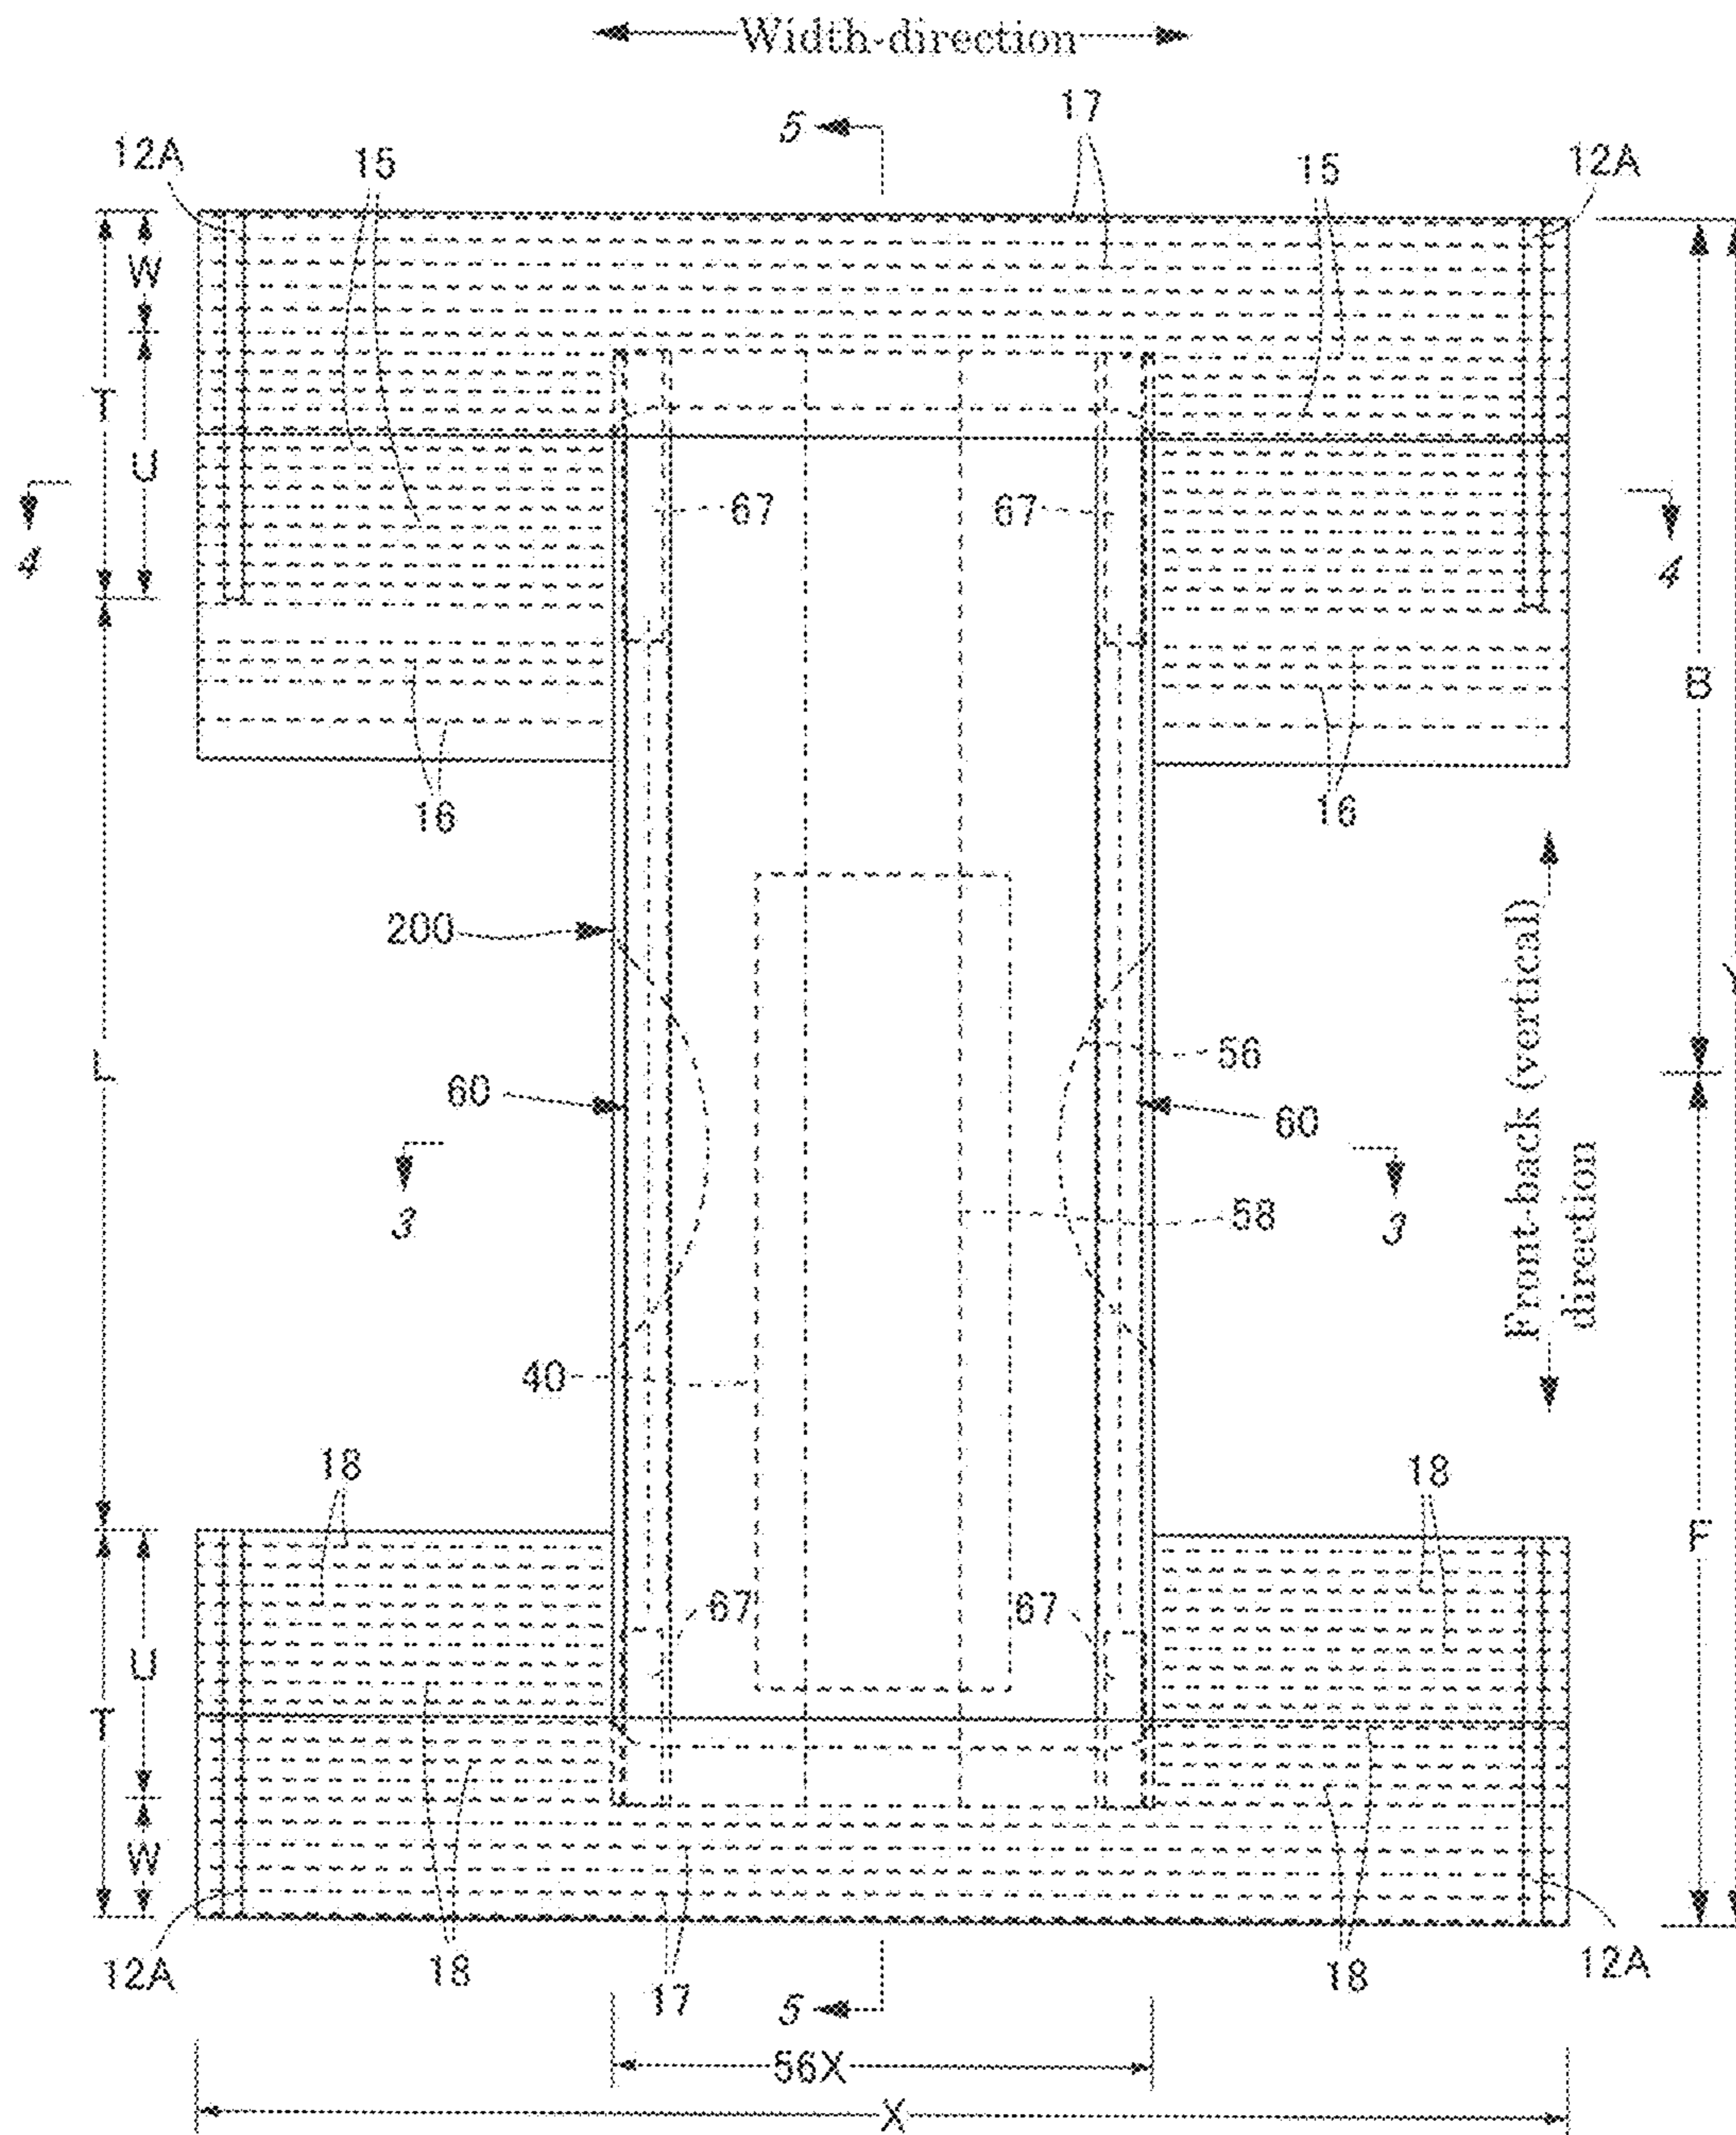 Width-direction
5
17
12A
15
15
12A
W
T
U
67
67
4
4
B
16
16
200
Front-back (vertical)
direction
Y
L
56
60
60
3
3
58
40
18
18
F
67
67
U
T
W
12A
18
17
18
12A
5
56X
X